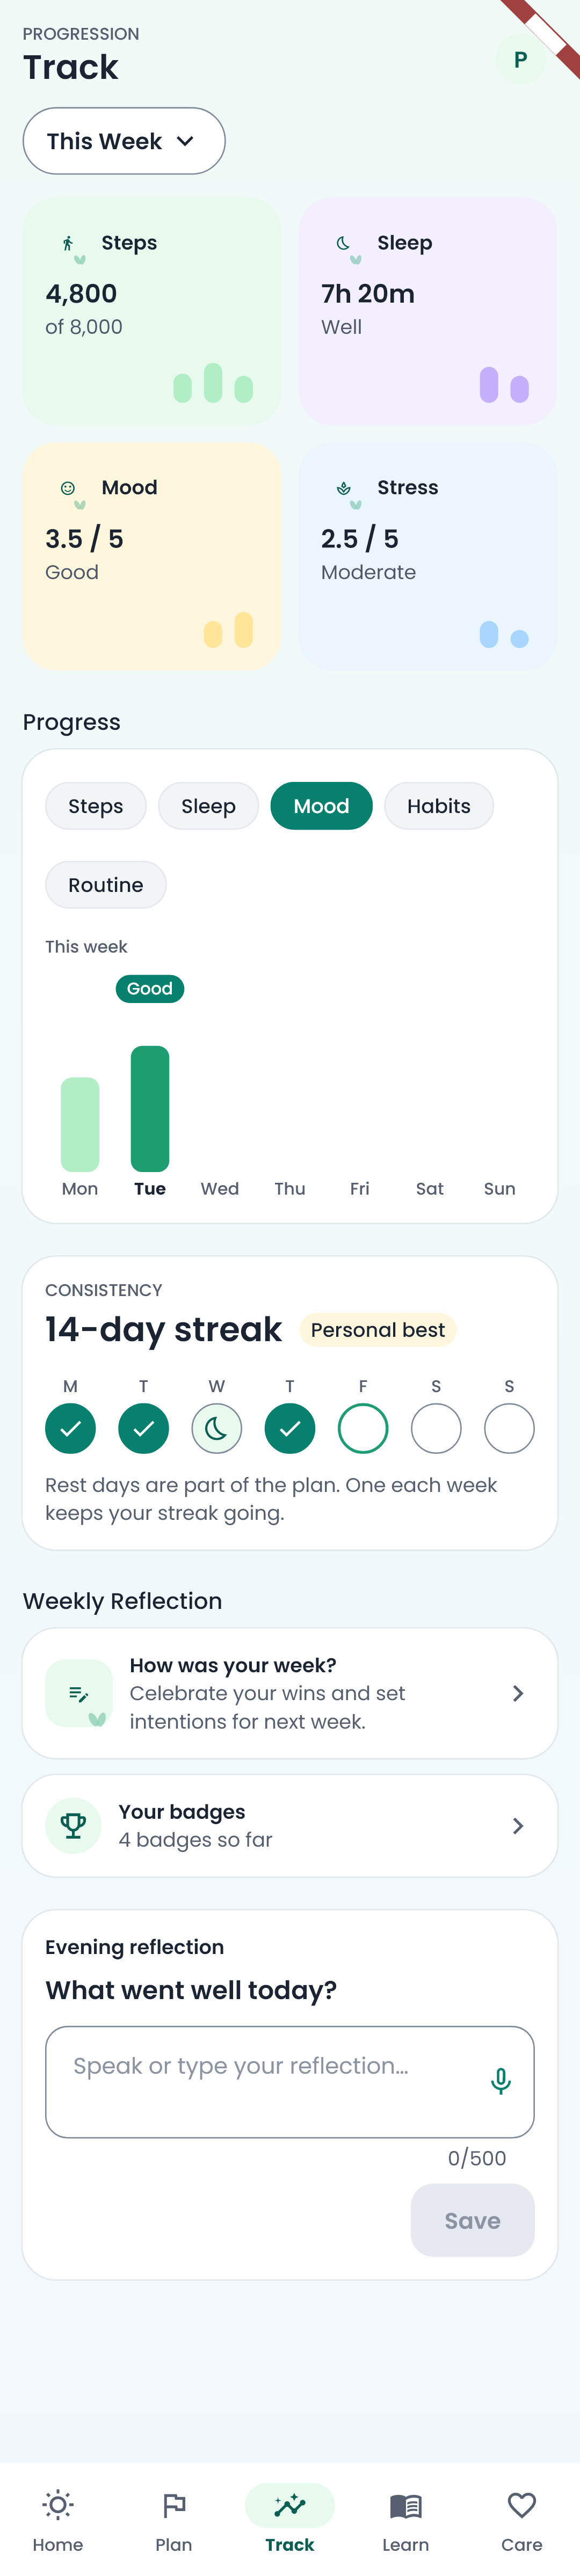 PROGRESSION
Track
P
This Week
Steps
4,800
of 8,000
Sleep
7h 20m
Well
Mood
3.5 / 5
Good
Stress
2.5 / 5
Moderate
Progress
Steps Sleep Mood Habits
Routine
This week
Good
Mon Tue Wed Thu Fri Sat Sun
CONSISTENCY
14-day streak Personal best
M T W T F S S
Rest days are part of the plan. One each week
keeps your streak going.
Weekly Reflection
How was your week?
Celebrate your wins and set
intentions for next week.
Your badges
4 badges so far
Evening reflection
What went well today?
Speak or type your reflection...
0/500
Save
Home Plan Track Learn Care